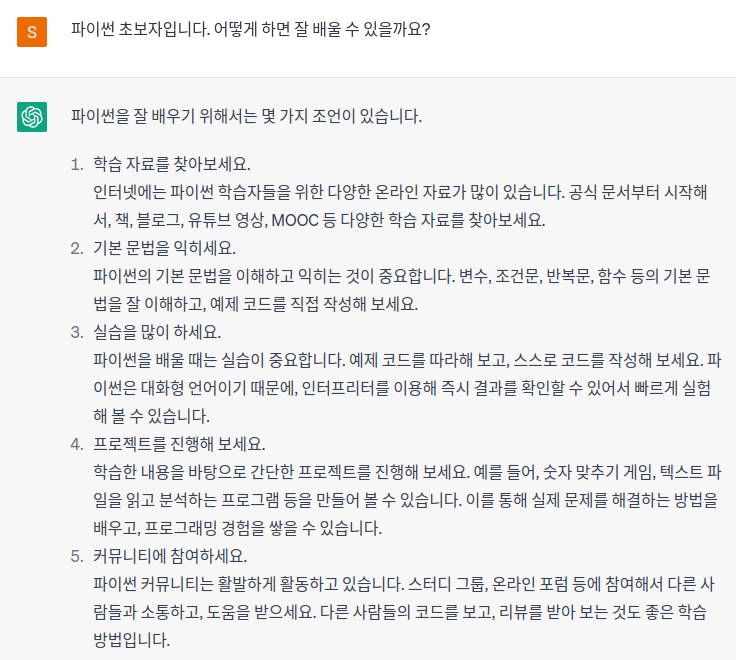 S
파이썬 초보자입니다. 어떻게 하면 잘 배울 수 있을까요?
파이썬을 잘 배우기 위해서는 몇 가지 조언이 있습니다.
1. 학습 자료를 찾아보세요.
인터넷에는 파이썬 학습자들을 위한 다양한 온라인 자료가 많이 있습니다. 공식 문서부터 시작해
서, 책, 블로그, 유튜브 영상, MOOC 등 다양한 학습 자료를 찾아보세요.
2. 기본 문법을 익히세요.
파이썬의 기본 문법을 이해하고 익히는 것이 중요합니다. 변수, 조건문, 반복문, 함수 등의 기본 문
법을 잘 이해하고, 예제 코드를 직접 작성해 보세요.
3. 실습을 많이 하세요.
파이썬을 배울 때는 실습이 중요합니다. 예제 코드를 따라해 보고, 스스로 코드를 작성해 보세요. 파
이썬은 대화형 언어이기 때문에, 인터프리터를 이용해 즉시 결과를 확인할 수 있어서 빠르게 실험
해 볼 수 있습니다.
4. 프로젝트를 진행해 보세요.
학습한 내용을 바탕으로 간단한 프로젝트를 진행해 보세요. 예를 들어, 숫자 맞추기 게임, 텍스트 파
일을 읽고 분석하는 프로그램 등을 만들어 볼 수 있습니다. 이를 통해 실제 문제를 해결하는 방법을
배우고, 프로그래밍 경험을 쌓을 수 있습니다.
5. 커뮤니티에 참여하세요.
파이썬 커뮤니티는 활발하게 활동하고 있습니다. 스터디 그룹, 온라인 포럼 등에 참여해서 다른 사
람들과 소통하고, 도움을 받으세요. 다른 사람들의 코드를 보고, 리뷰를 받아 보는 것도 좋은 학습
방법입니다.